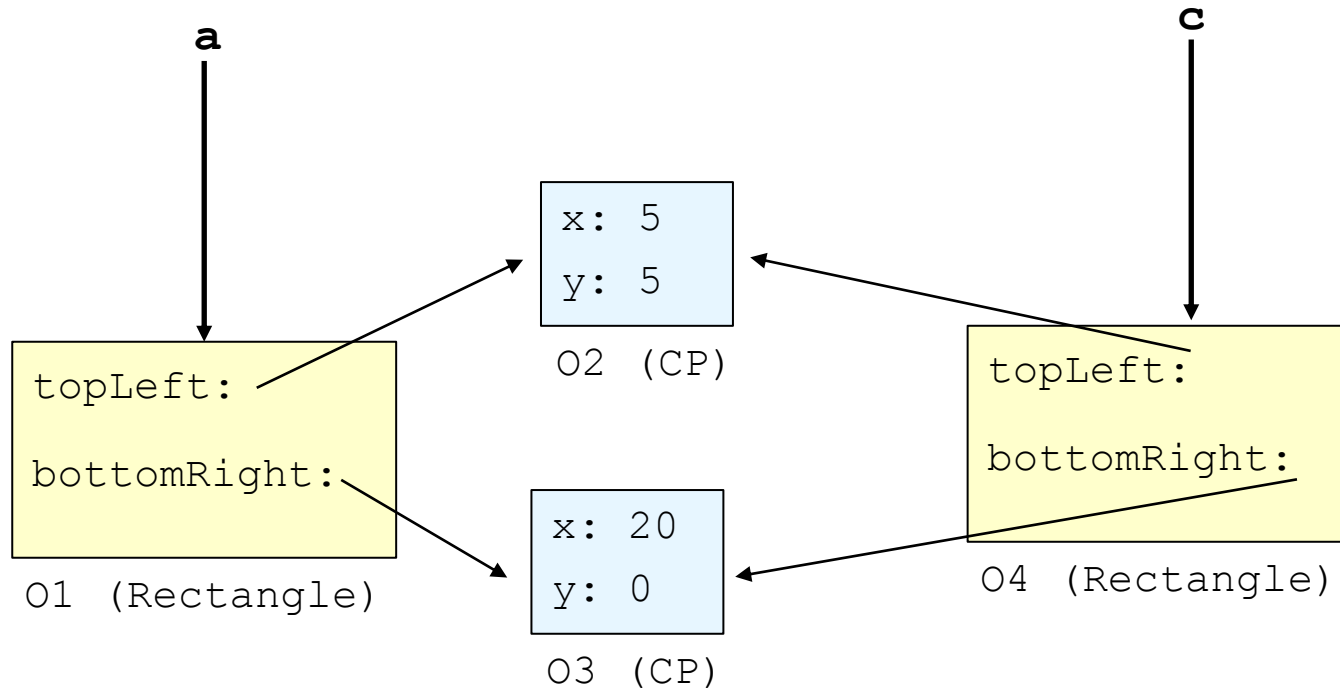 a
c
x: 5
y: 5
O2 (CP)
topLeft:
bottomRight:
O1 (Rectangle)
topLeft:
bottomRight:
O4 (Rectangle)
x: 20
y: 0
O3 (CP)